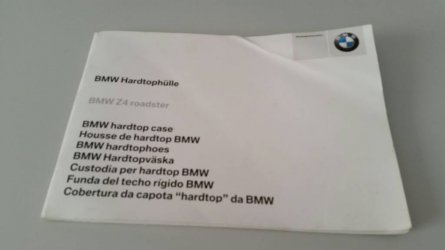 BMW Hardtophülle
BMW Z4 roadster
BMW hardtop case
Housse de hardtop BMW
BMW hardtophoes
BMW Hardtopväska
Custodia per hardtop BMW
Funda del techo rígido BMW
Cobertura da capota “hardtop” da BMW